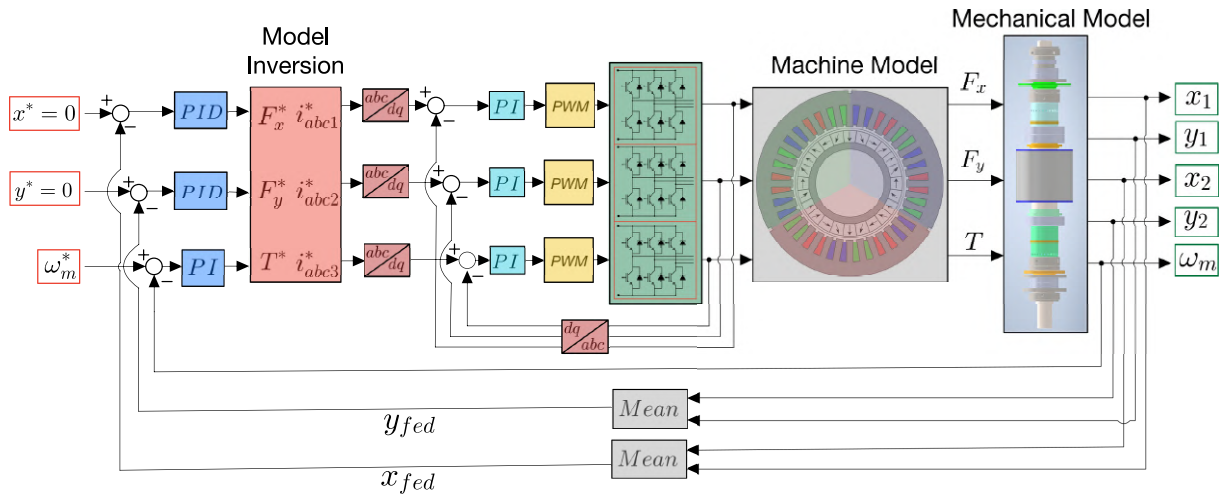 Mechanical Model
Model
Inversion
Machine Model
x* = 0
+
−
PID
F*x i*abc1
abc/dq
+
−
PI
PWM
Fx
x1
y1
y* = 0
+
−
PID
F*y i*abc2
abc/dq
+
−
PI
PWM
Fy
x2
y2
ω*m
+
−
PI
T* i*abc3
abc/dq
+
−
PI
PWM
T
ωm
dq/abc
Mean
yfed
Mean
xfed